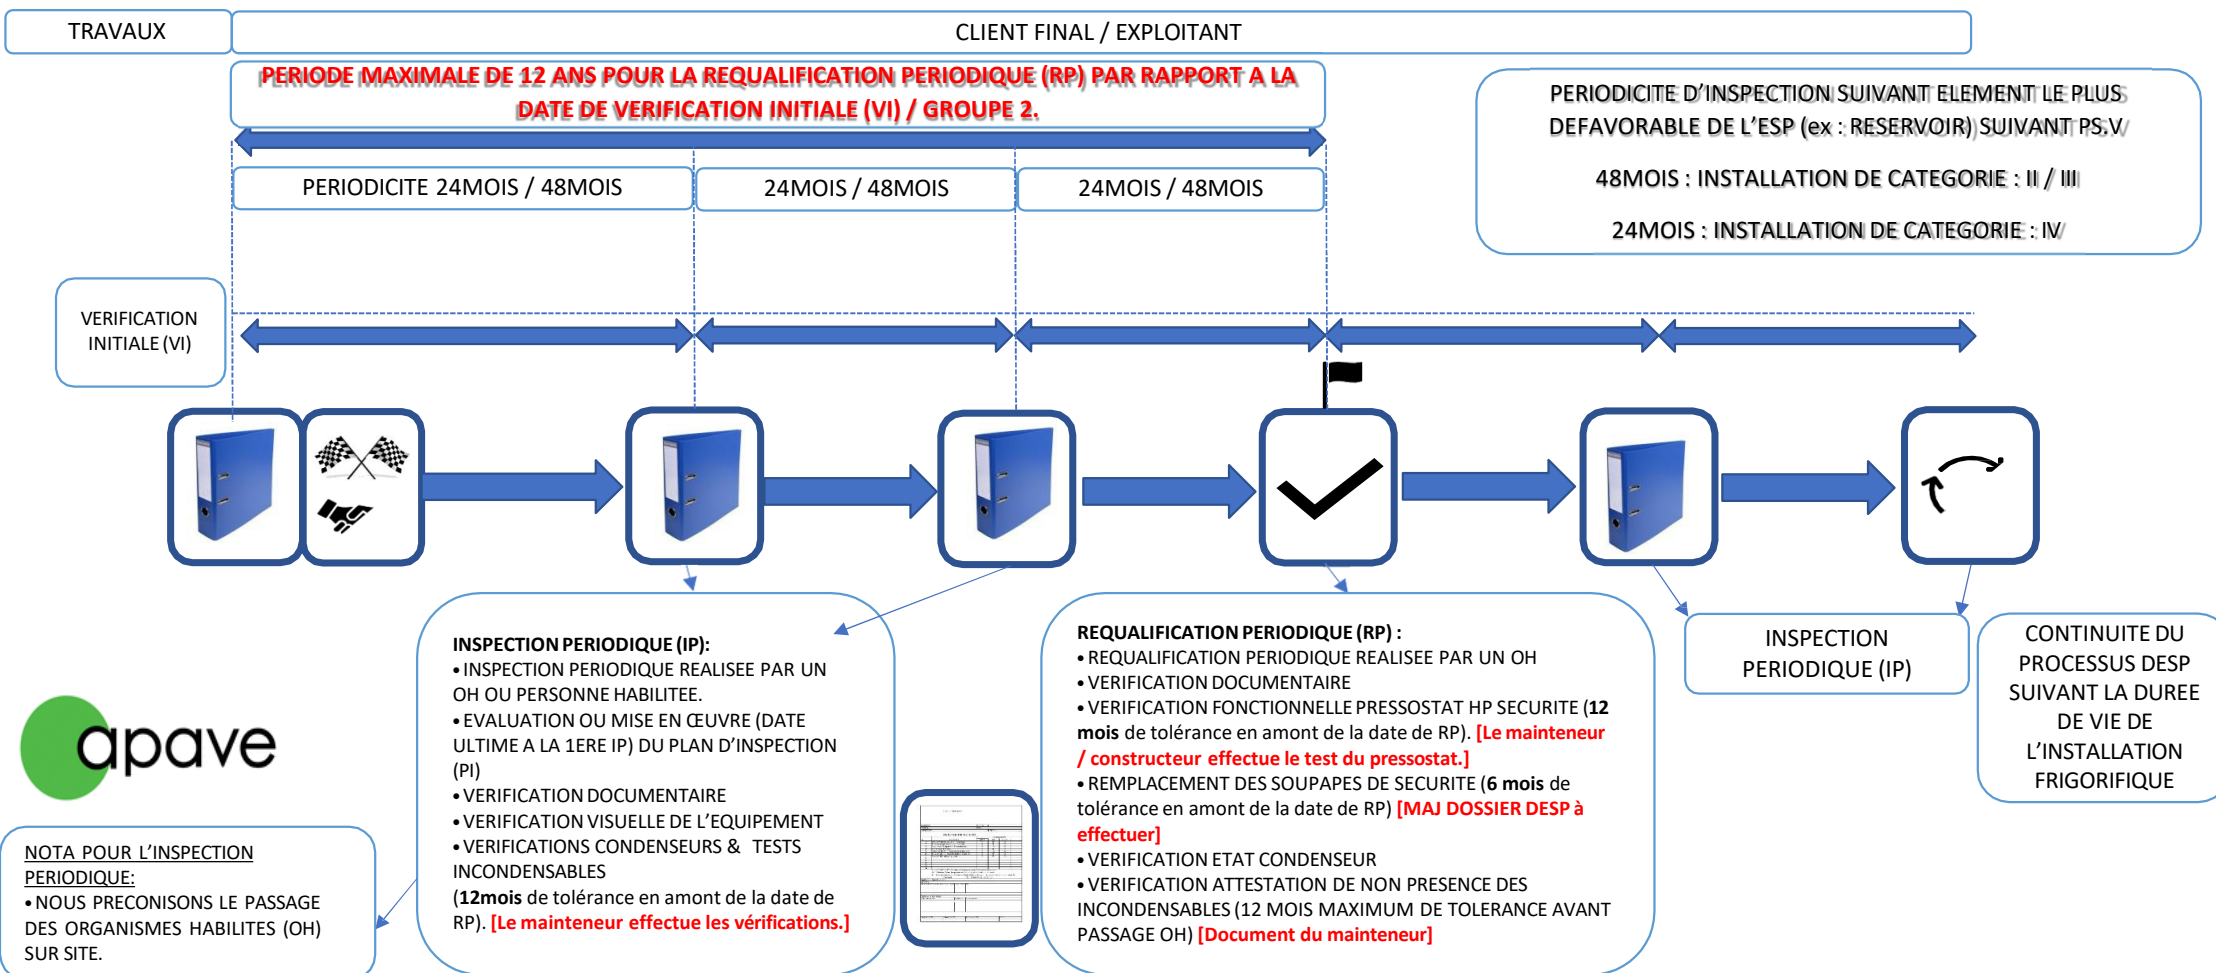 TRAVAUX
CLIENT FINAL / EXPLOITANT
PERIODE MAXIMALE DE 12 ANS POUR LA REQUALIFICATION PERIODIQUE (RP) PAR RAPPORT A LA
DATE DE VERIFICATION INITIALE (VI) / GROUPE 2.
PERIODICITE D'INSPECTION SUIVANT ELEMENT LE PLUS
DEFAVORABLE DE L'ESP (ex : RESERVOIR) SUIVANT PS.V
48MOIS : INSTALLATION DE CATEGORIE : II / III
24MOIS : INSTALLATION DE CATEGORIE : IV
PERIODICITE 24MOIS / 48MOIS
24MOIS / 48MOIS
24MOIS / 48MOIS
VERIFICATION
INITIALE (VI)
INSPECTION PERIODIQUE (IP):
• INSPECTION PERIODIQUE REALISEE PAR UN
OH OU PERSONNE HABILITEE.
• EVALUATION OU MISE EN ŒUVRE (DATE
ULTIME A LA 1ERE IP) DU PLAN D'INSPECTION
(PI)
• VERIFICATION DOCUMENTAIRE
• VERIFICATION VISUELLE DE L'EQUIPEMENT
• VERIFICATIONS CONDENSEURS & TESTS
INCONDENSABLES
(12mois de tolérance en amont de la date de
RP). [Le mainteneur effectue les vérifications.]
REQUALIFICATION PERIODIQUE (RP) :
• REQUALIFICATION PERIODIQUE REALISEE PAR UN OH
• VERIFICATION DOCUMENTAIRE
• VERIFICATION FONCTIONNELLE PRESSOSTAT HP SECURITE (12
mois de tolérance en amont de la date de RP). [Le mainteneur
/ constructeur effectue le test du pressostat.]
• REMPLACEMENT DES SOUPAPES DE SECURITE (6 mois de
tolérance en amont de la date de RP) [MAJ DOSSIER DESP à
effectuer]
• VERIFICATION ETAT CONDENSEUR
• VERIFICATION ATTESTATION DE NON PRESENCE DES
INCONDENSABLES (12 MOIS MAXIMUM DE TOLERANCE AVANT
PASSAGE OH) [Document du mainteneur]
INSPECTION
PERIODIQUE (IP)
CONTINUITE DU
PROCESSUS DESP
SUIVANT LA DUREE
DE VIE DE
L'INSTALLATION
FRIGORIFIQUE
apave
NOTA POUR L'INSPECTION
PERIODIQUE:
• NOUS PRECONISONS LE PASSAGE
DES ORGANISMES HABILITES (OH)
SUR SITE.